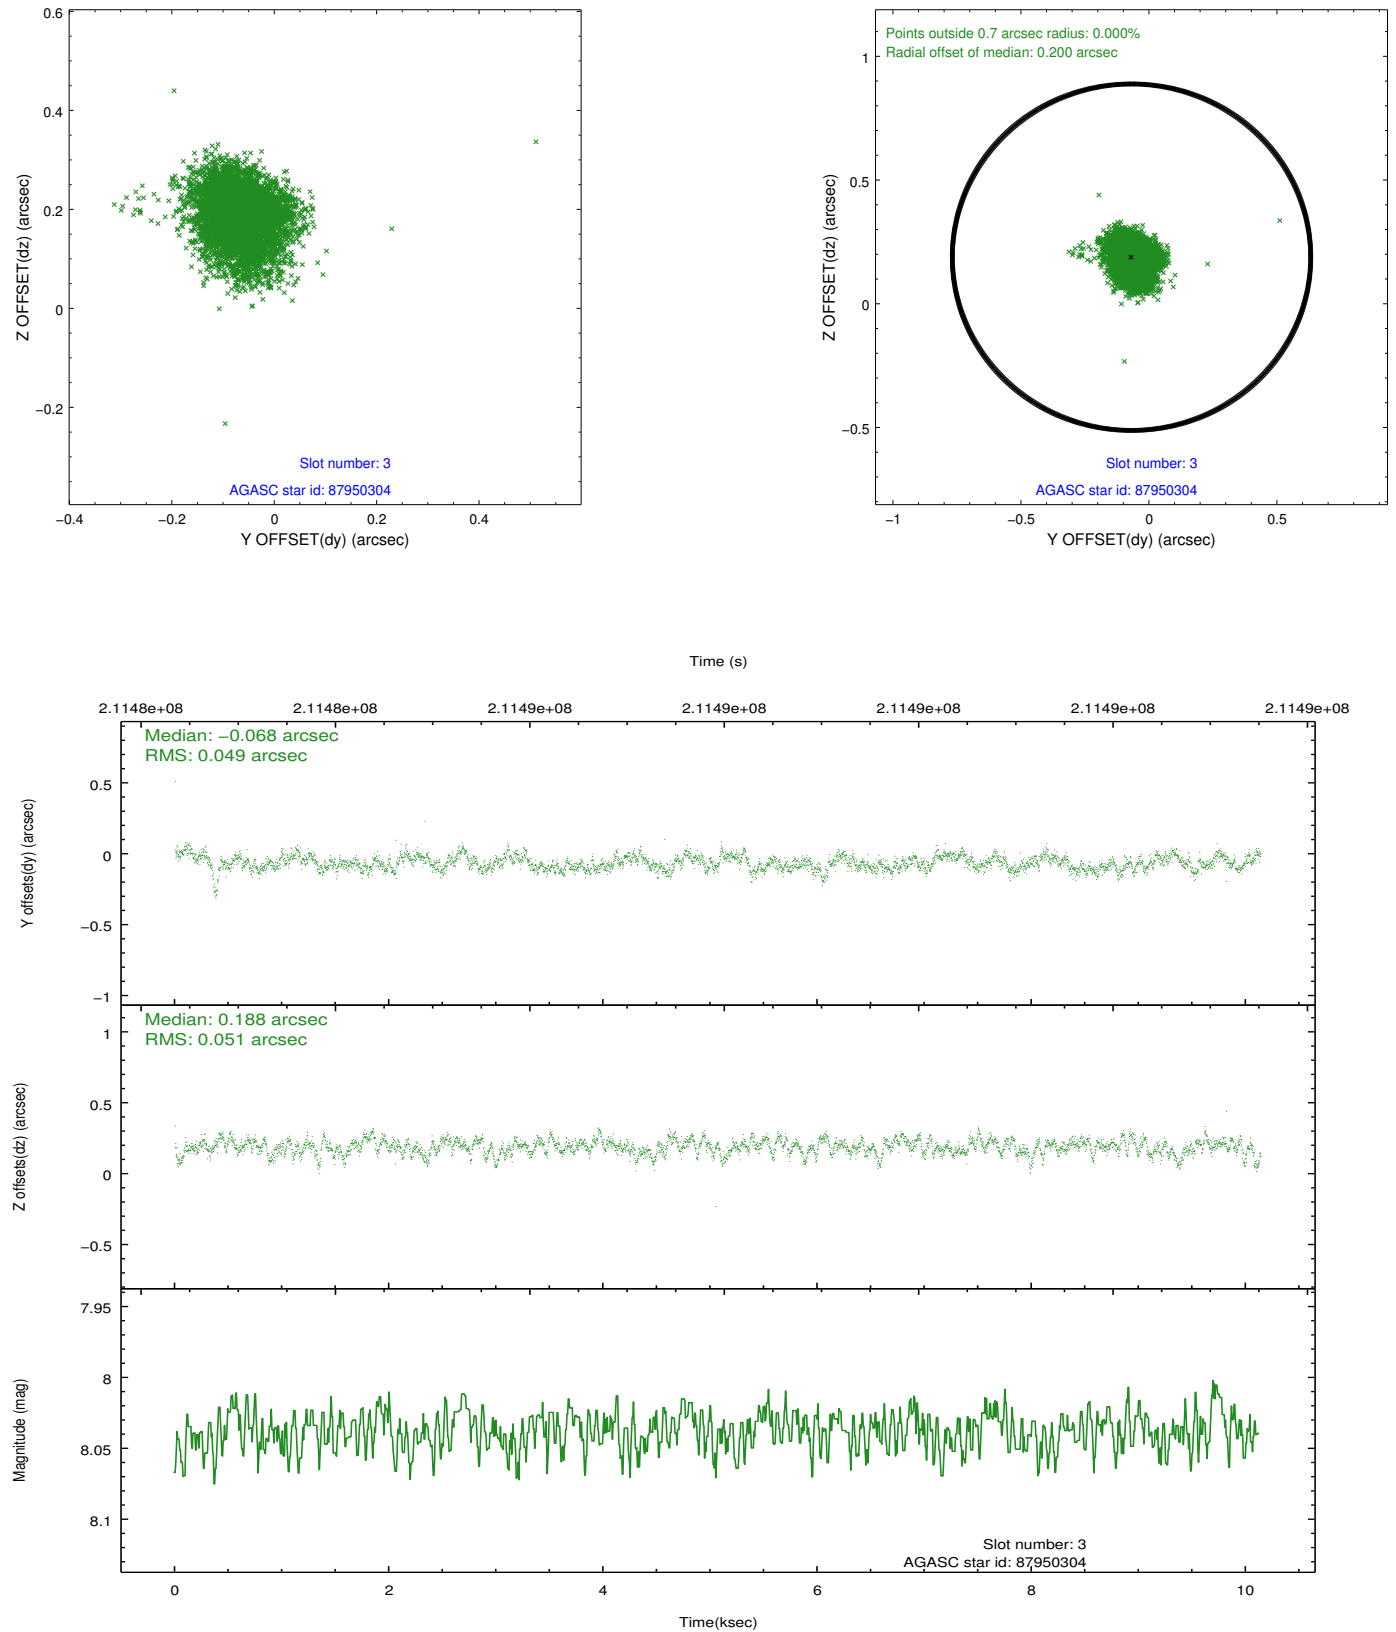 0.6
0.4
0.2
0
−0.2
Z OFFSET(dz) (arcsec)
Slot number: 3
AGASC star id: 87950304
−0.4 −0.2 0 0.2 0.4
Y OFFSET(dy) (arcsec)
Points outside 0.7 arcsec radius: 0.000%
Radial offset of median: 0.200 arcsec
1
0.5
0
−0.5
Z OFFSET(dz) (arcsec)
Slot number: 3
AGASC star id: 87950304
−1 −0.5 0 0.5
Y OFFSET(dy) (arcsec)
Time (s)
2.1148e+08 2.1148e+08 2.1149e+08 2.1149e+08 2.1149e+08 2.1149e+08 2.1149e+08
Median: −0.068 arcsec
RMS: 0.049 arcsec
0.5
0
−0.5
−1
Y offsets(dy) (arcsec)
Median: 0.188 arcsec
RMS: 0.051 arcsec
1
0.5
0
−0.5
Z offsets(dz) (arcsec)
7.95
8
8.05
8.1
Magnitude (mag)
Slot number: 3
AGASC star id: 87950304
0 2 4 6 8 10
Time(ksec)